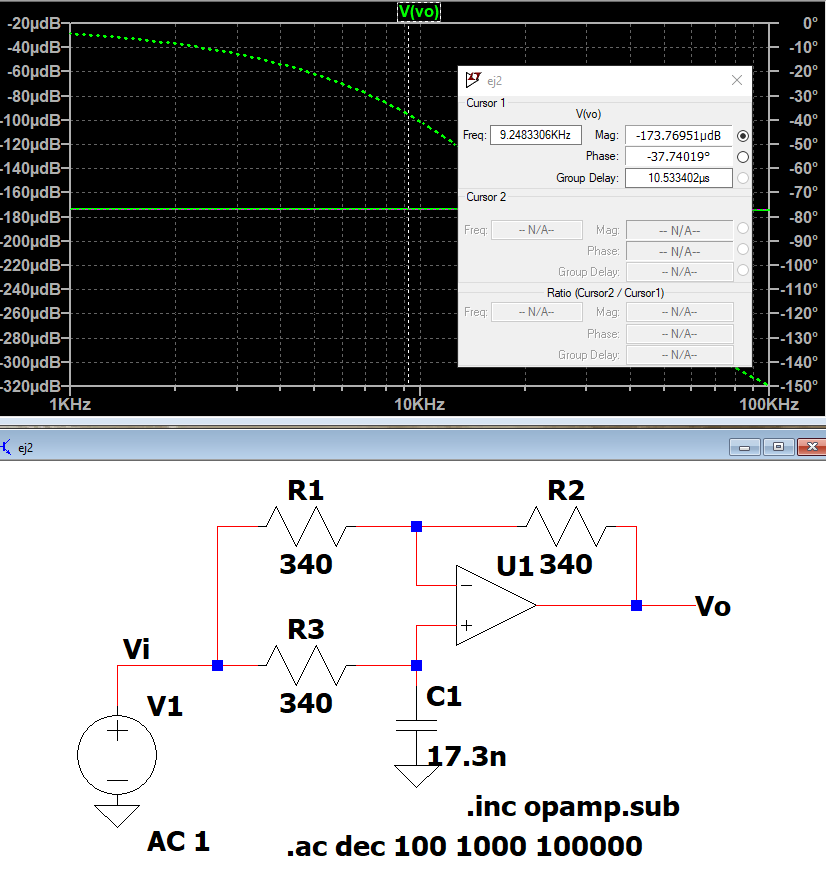 V(vo)
-20µdB
-40µdB
-60µdB
-80µdB
-100µdB
-120µdB
-140µdB
-160µdB
-180µdB
-200µdB
-220µdB
-240µdB
-260µdB
-280µdB
-300µdB
-320µdB
0°
-10°
-20°
-30°
-40°
-50°
-60°
-70°
-80°
-90°
-100°
-110°
-120°
-130°
-140°
-150°
1KHz
10KHz
100KHz
ej2
Cursor 1
V(vo)
Freq: 9.2483306KHz Mag: -173.76951µdB
Phase: -37.74019°
Group Delay: 10.533402µs
Cursor 2
Freq: -- N/A-- Mag: -- N/A--
Phase: -- N/A--
Group Delay: -- N/A--
Ratio (Cursor2 / Cursor1)
Freq: -- N/A-- Mag: -- N/A--
Phase: -- N/A--
Group Delay: -- N/A--
ej2
R1
340
R2
340
U1
Vo
R3
340
Vi
V1
C1
17.3n
AC 1
.inc opamp.sub
.ac dec 100 1000 100000